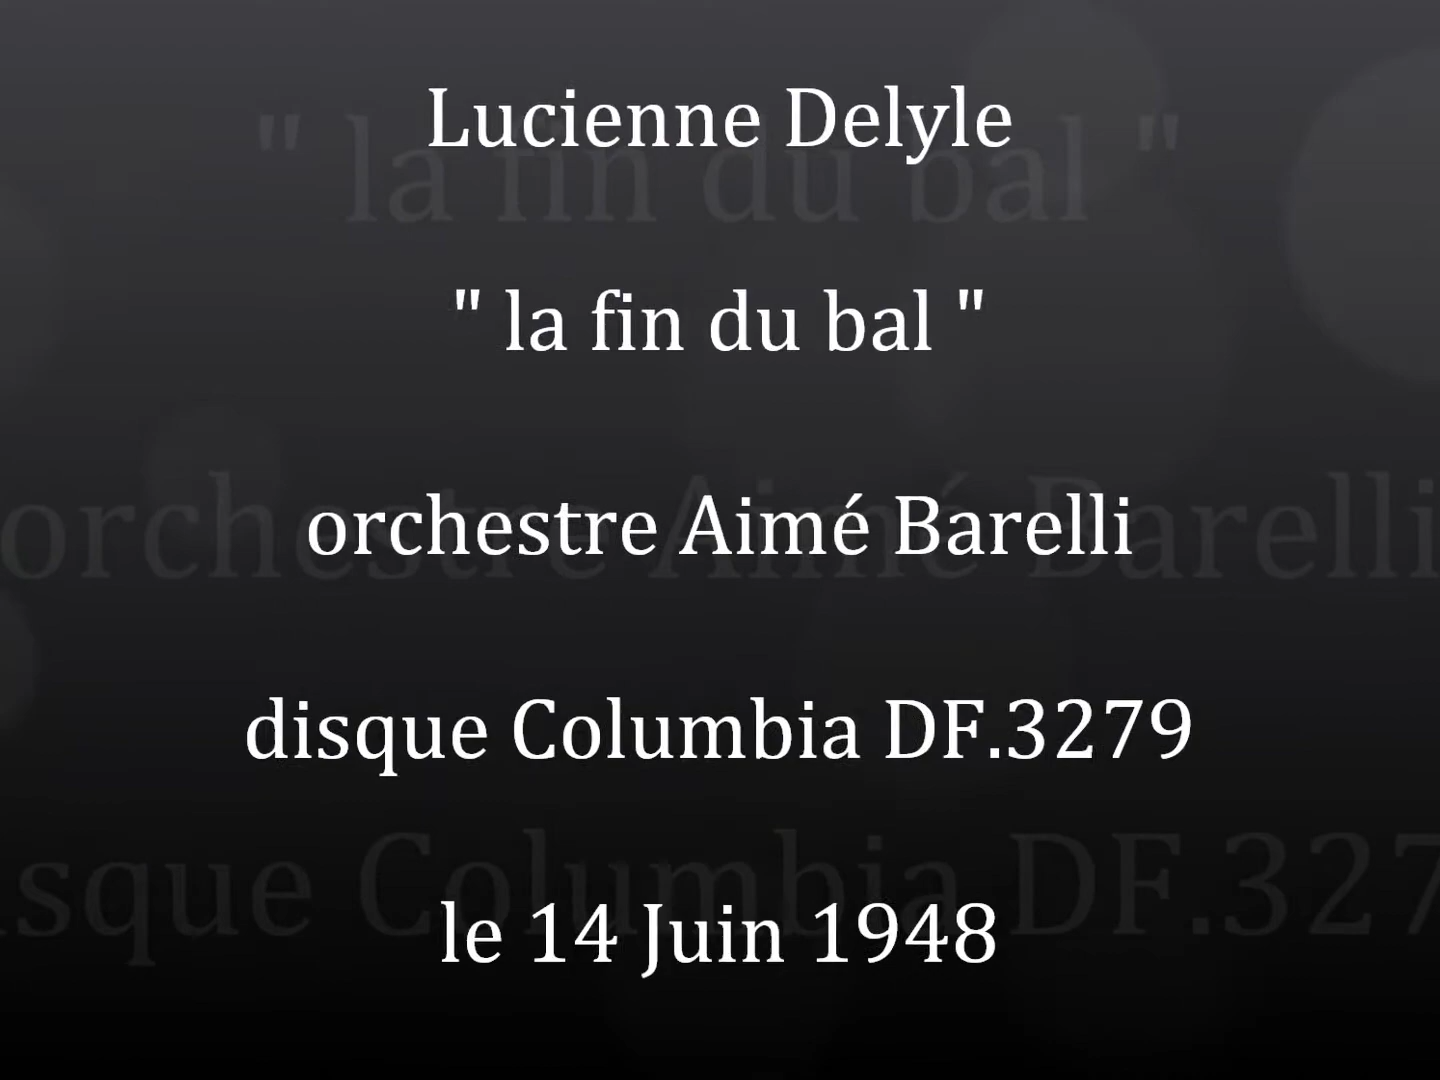 Lucienne Delyle
" la fin du bal "
orchestre Aimé Barelli
disque Columbia DF.3279
le 14 Juin 1948